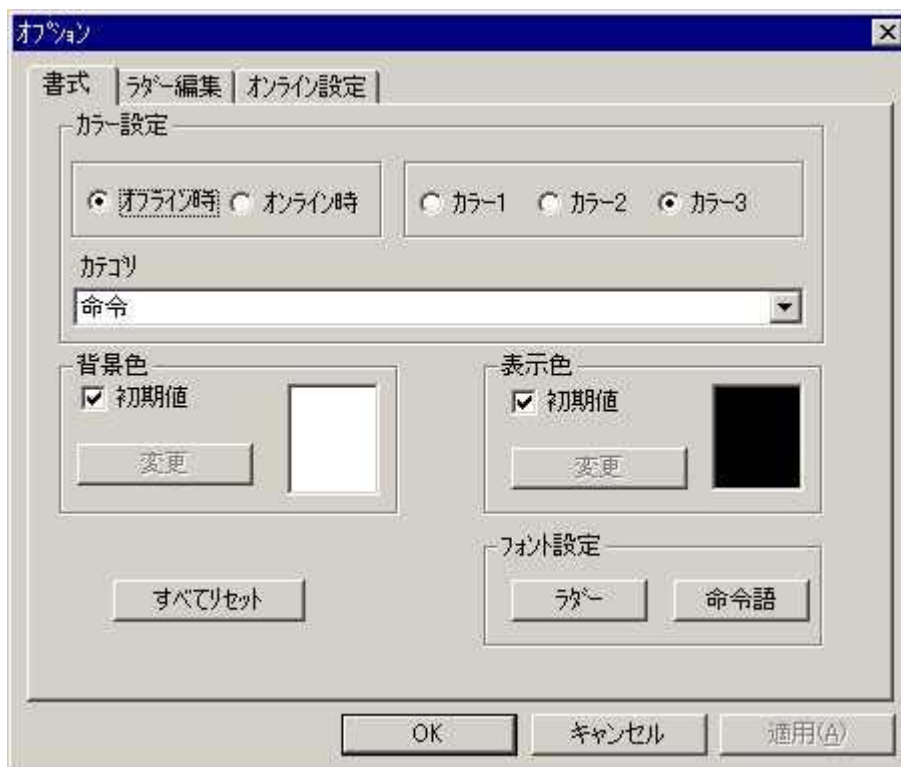 ｵﾌﾟｼｮﾝ
書式 ﾗﾀﾞｰ編集 ｵﾝﾗｲﾝ設定
ｶﾗｰ設定
ｵﾌﾗｲﾝ時 ｵﾝﾗｲﾝ時 ｶﾗｰ1 ｶﾗｰ2 ｶﾗｰ3
ｶﾃｺﾞﾘ
命令
背景色 表示色
初期値 初期値
変更 変更
ﾌｫﾝﾄ設定
すべてﾘｾｯﾄ ﾗﾀﾞｰ 命令語
OK ｷｬﾝｾﾙ 適用(A)